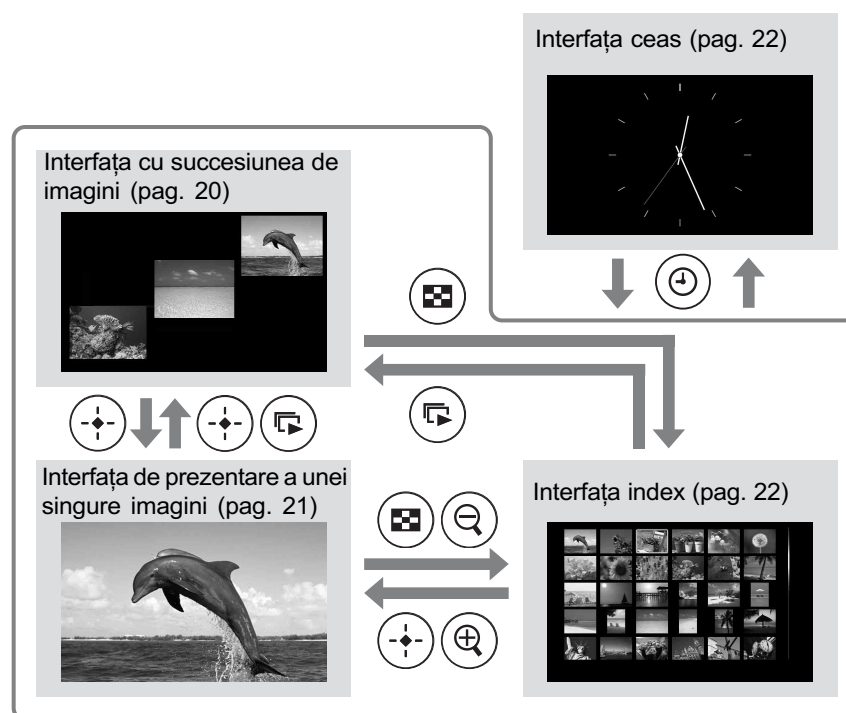 Interfața ceas (pag. 22)
Interfața cu succesiunea de
imagini (pag. 20)
Interfața de prezentare a unei
singure imagini (pag. 21)
Interfața index (pag. 22)